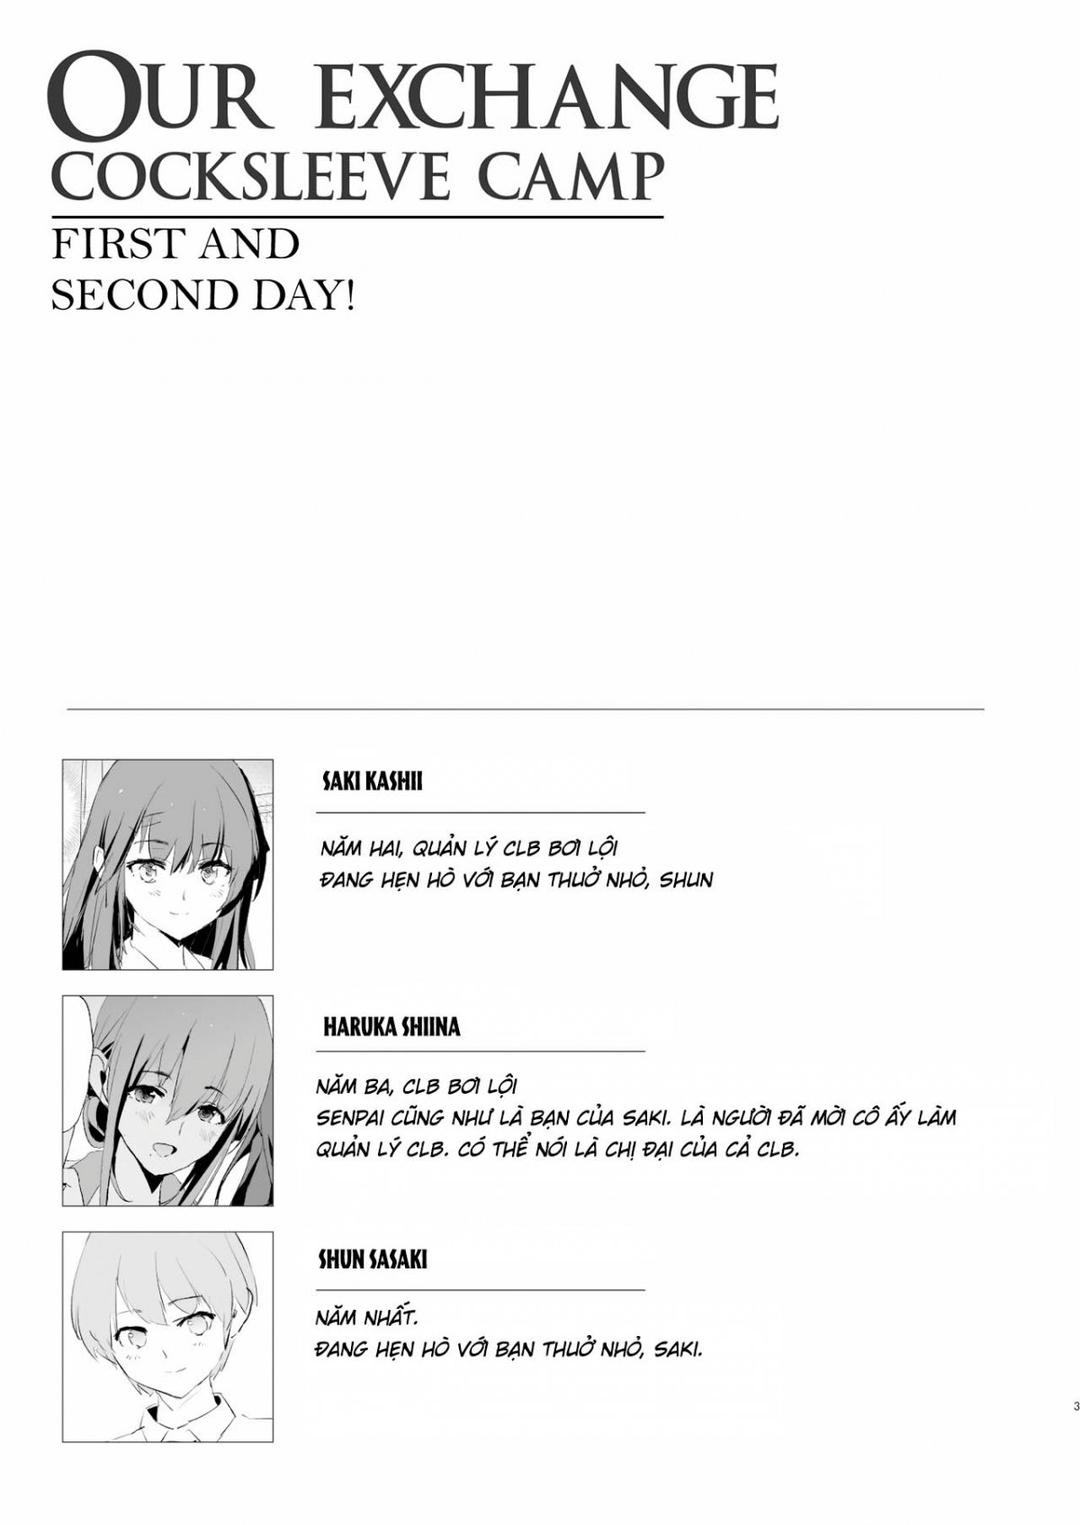 OUR EXCHANGE
COCKSLEEVE CAMP
FIRST AND
SECOND DAY!
SAKI KASHII
NĂM HAI, QUẢN LÝ CLB BƠI LỘI
ĐANG HẸN HÒ VỚI BẠN THUỞ NHỎ, SHUN
HARUKA SHIINA
NĂM BA, CLB BƠI LỘI
SENPAI CŨNG NHƯ LÀ BẠN CỦA SAKI. LÀ NGƯỜI ĐÃ MỜI CÔ ẤY LÀM
QUẢN LÝ CLB. CÓ THỂ NÓI LÀ CHỊ ĐẠI CỦA CẢ CLB.
SHUN SASAKI
NĂM NHẤT.
ĐANG HẸN HÒ VỚI BẠN THUỞ NHỎ, SAKI.
3